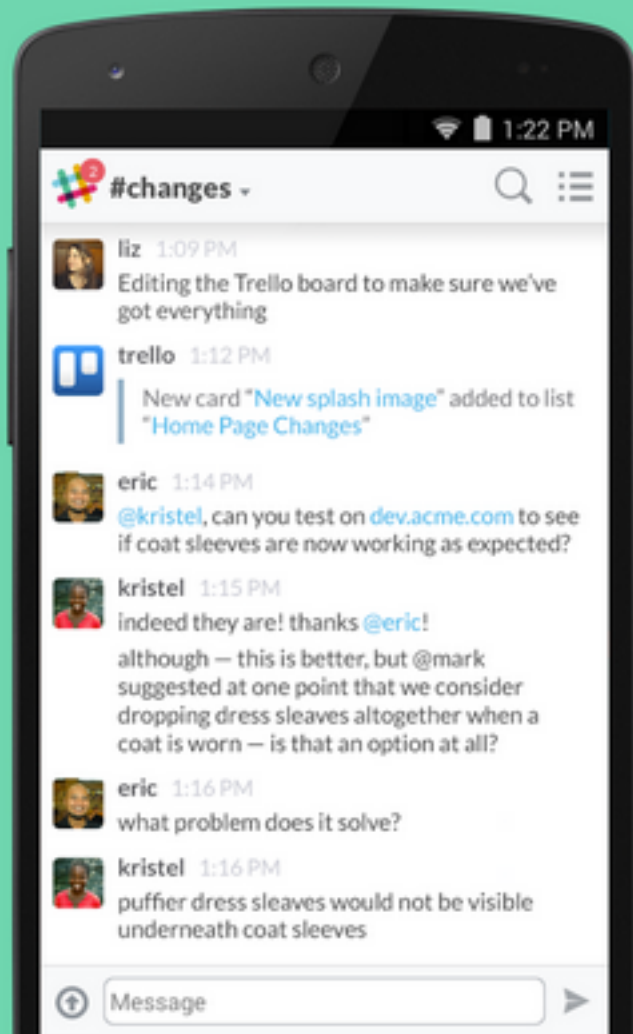 1:22 PM
2
#changes
liz 1:09 PM
Editing the Trello board to make sure we've
got everything
trello 1:12 PM
New card "New splash image" added to list
"Home Page Changes"
eric 1:14 PM
@kristel, can you test on dev.acme.com to see
if coat sleeves are now working as expected?
kristel 1:15 PM
indeed they are! thanks @eric!
although — this is better, but @mark
suggested at one point that we consider
dropping dress sleaves altogether when a
coat is worn — is that an option at all?
eric 1:16 PM
what problem does it solve?
kristel 1:16 PM
puffier dress sleaves would not be visible
underneath coat sleeves
Message